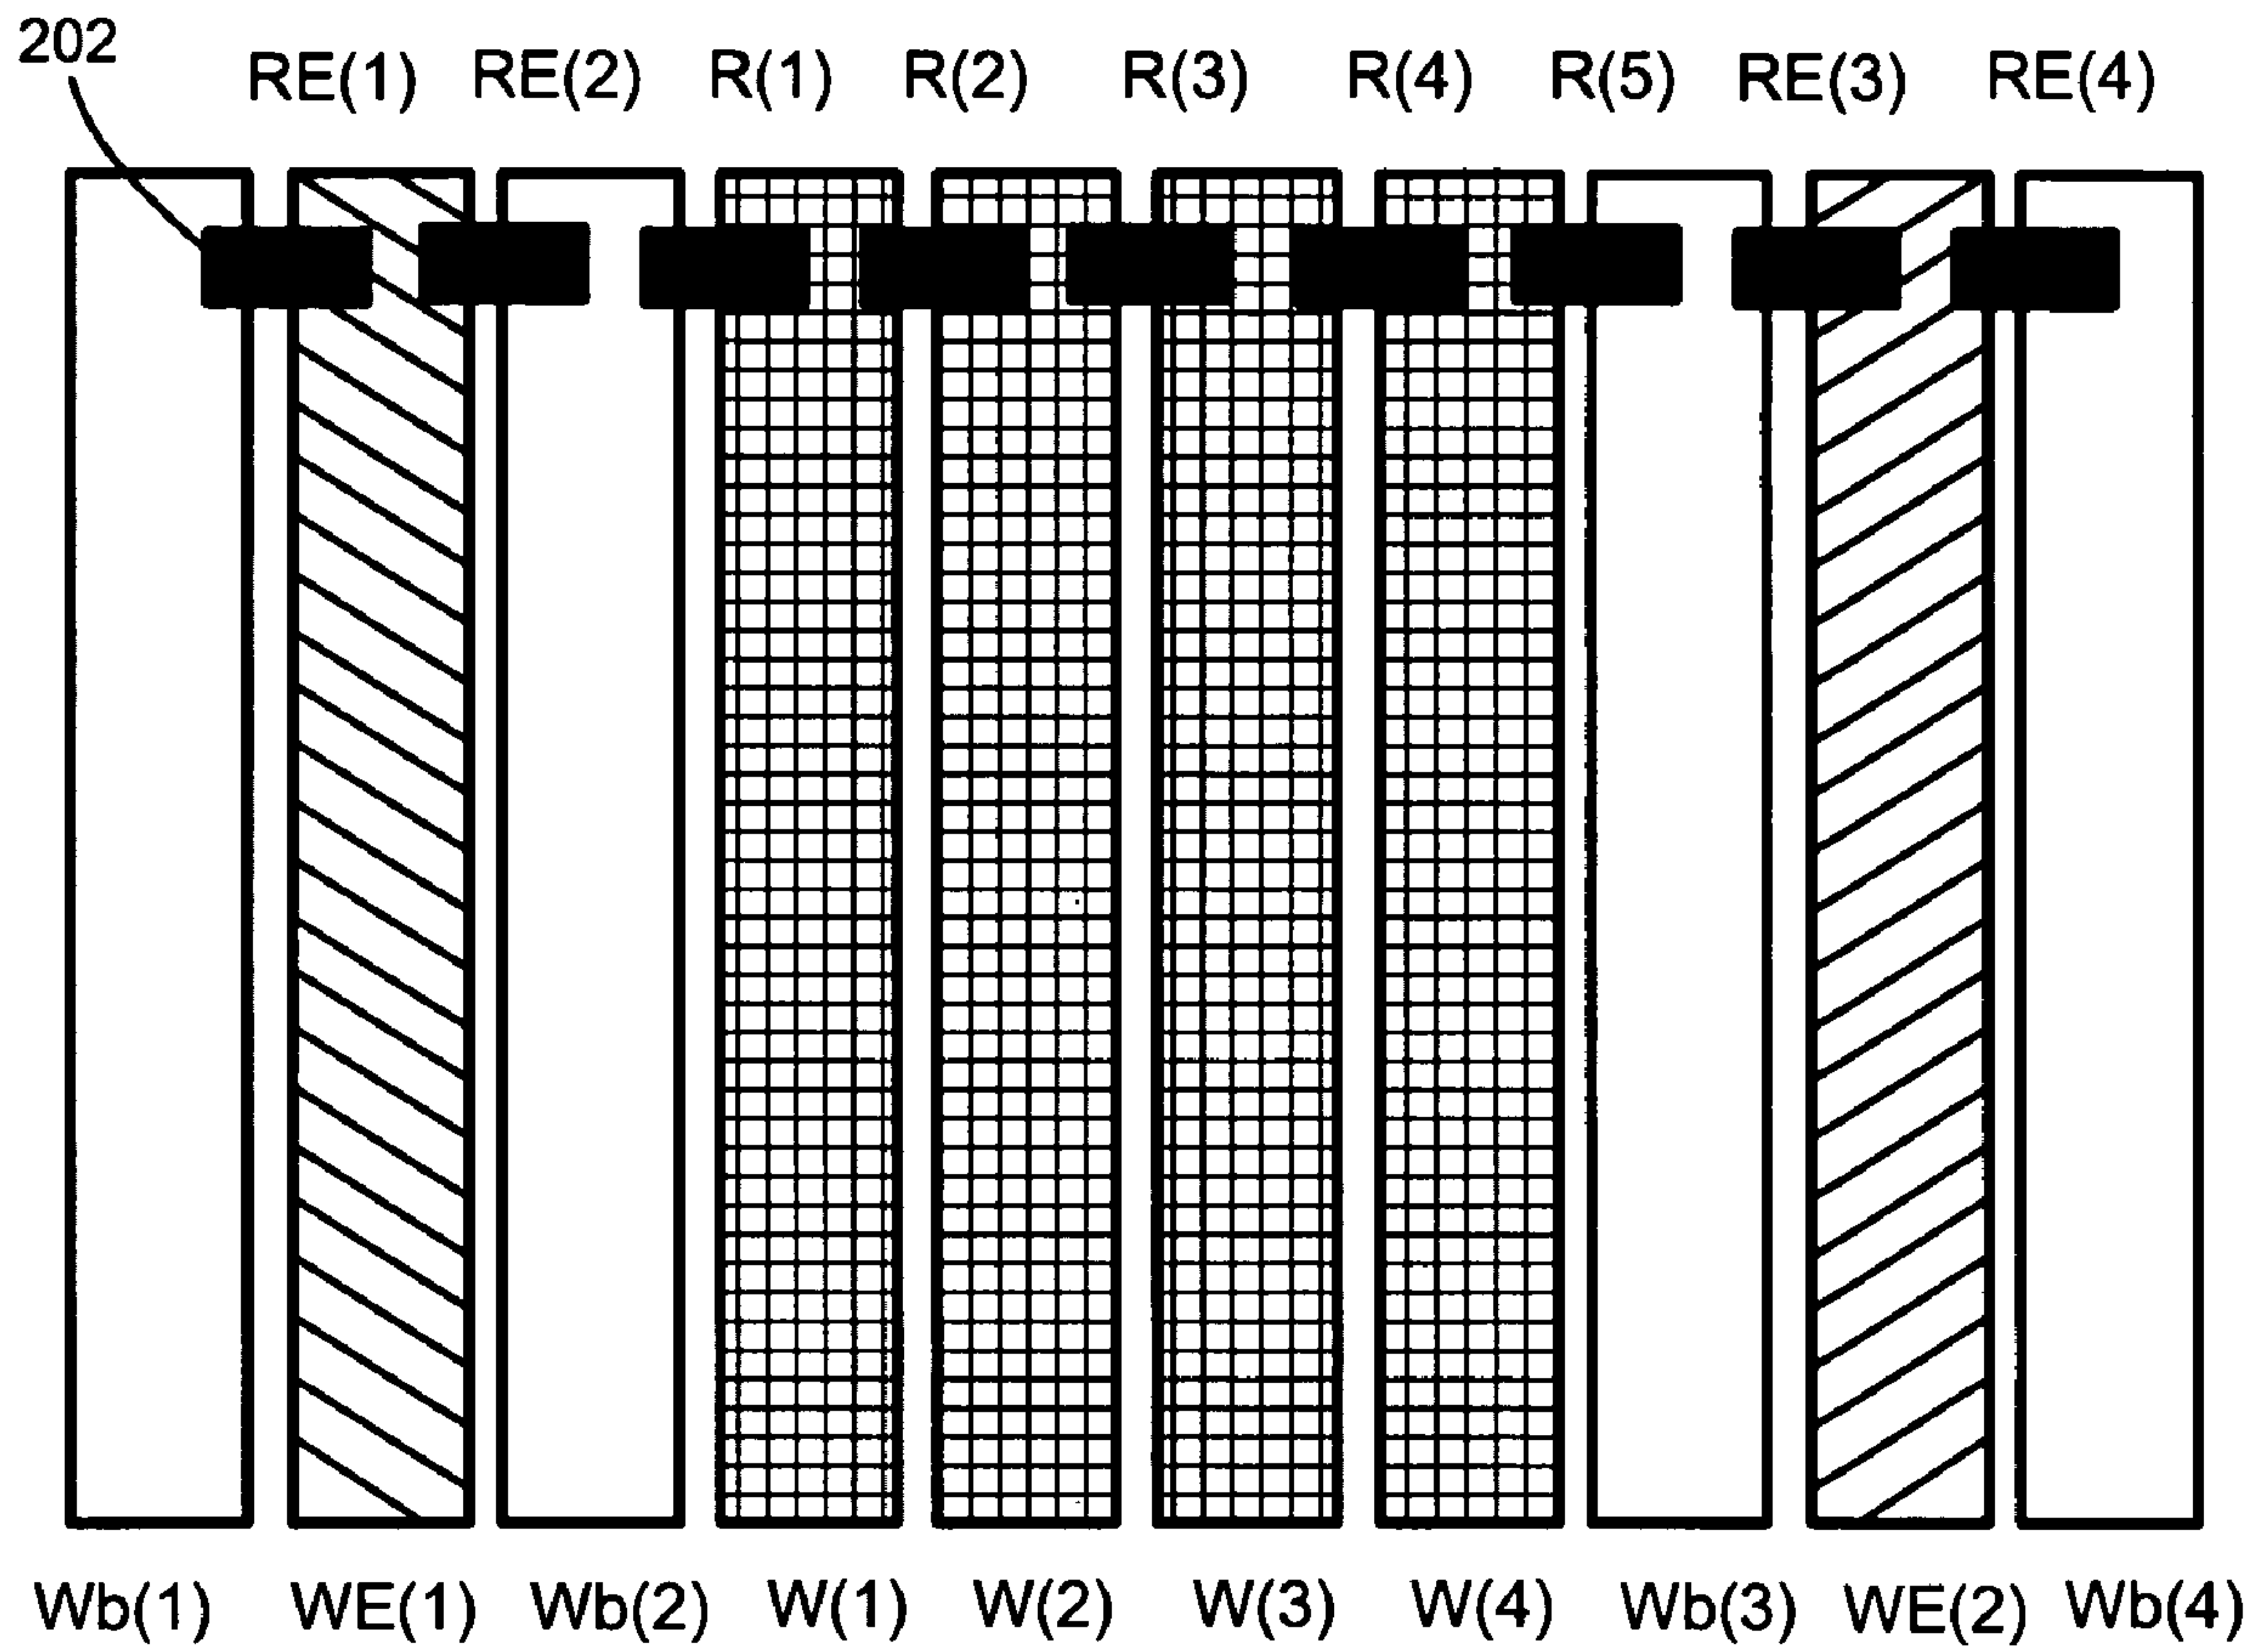 202
RE(1) RE(2) R(1) R(2) R(3) R(4) R(5) RE(3) RE(4)
Wb(1) WE(1) Wb(2) W(1) W(2) W(3) W(4) Wb(3) WE(2) Wb(4)